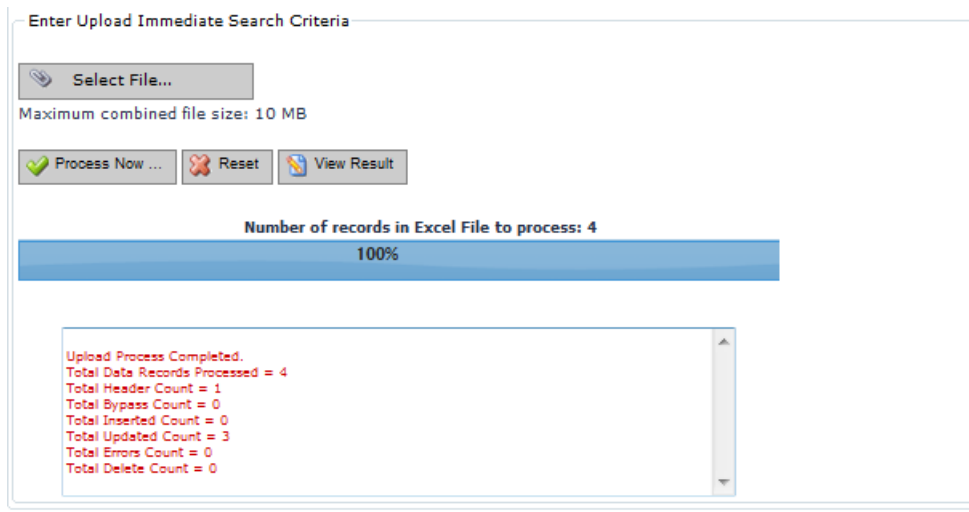 Enter Upload Immediate Search Criteria
Select File...
Maximum combined file size: 10 MB
Process Now ... Reset View Result
Number of records in Excel File to process: 4
100%
Upload Process Completed.
Total Data Records Processed = 4
Total Header Count = 1
Total Bypass Count = 0
Total Inserted Count = 0
Total Updated Count = 3
Total Errors Count = 0
Total Delete Count = 0